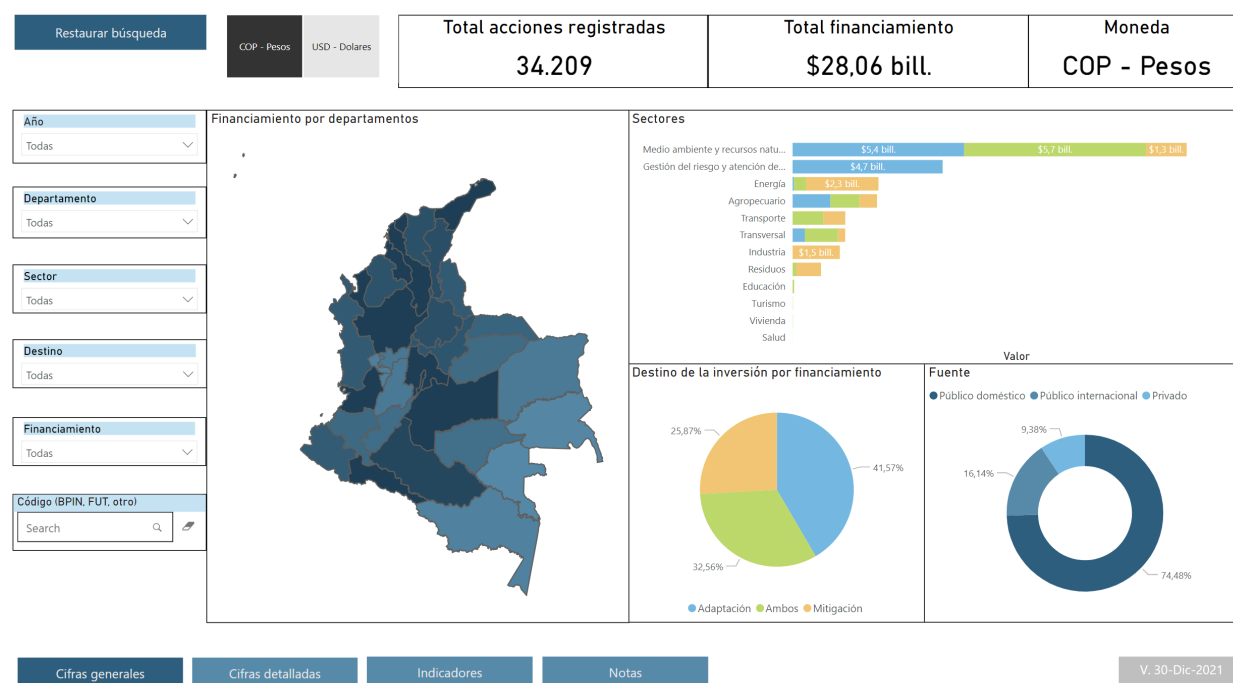 Restaurar búsqueda
COP - Pesos
USD - Dolares
Total acciones registradas
34.209
Total financiamiento
$28,06 bill.
Moneda
COP - Pesos
Año
Todas
Departamento
Todas
Sector
Todas
Destino
Todas
Financiamiento
Todas
Código (BPIN, FUT, otro)
Search
Financiamiento por departamentos
Sectores
Medio ambiente y recursos natu...
$5,4 bill.
$5,7 bill.
$1,3 bill.
Gestión del riesgo y atención de...
$4,7 bill.
Energía
$2,3 bill.
Agropecuario
Transporte
Transversal
Industria
$1,5 bill.
Residuos
Educación
Turismo
Vivienda
Salud
Valor
Destino de la inversión por financiamiento
25,87%
41,57%
32,56%
Adaptación Ambos Mitigación
Fuente
Público doméstico Público internacional Privado
9,38%
16,14%
74,48%
Cifras generales
Cifras detalladas
Indicadores
Notas
V. 30-Dic-2021